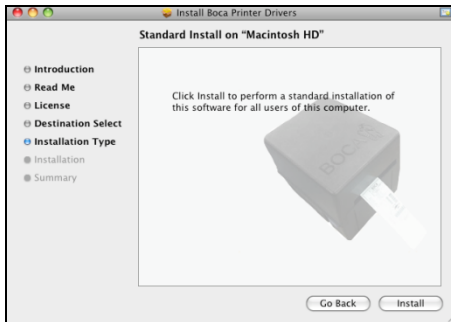 Install Boca Printer Drivers
Standard Install on “Macintosh HD”
Introduction
Read Me
License
Destination Select
Installation Type
Installation
Summary
Click Install to perform a standard installation of
this software for all users of this computer.
BOCA
Go Back
Install